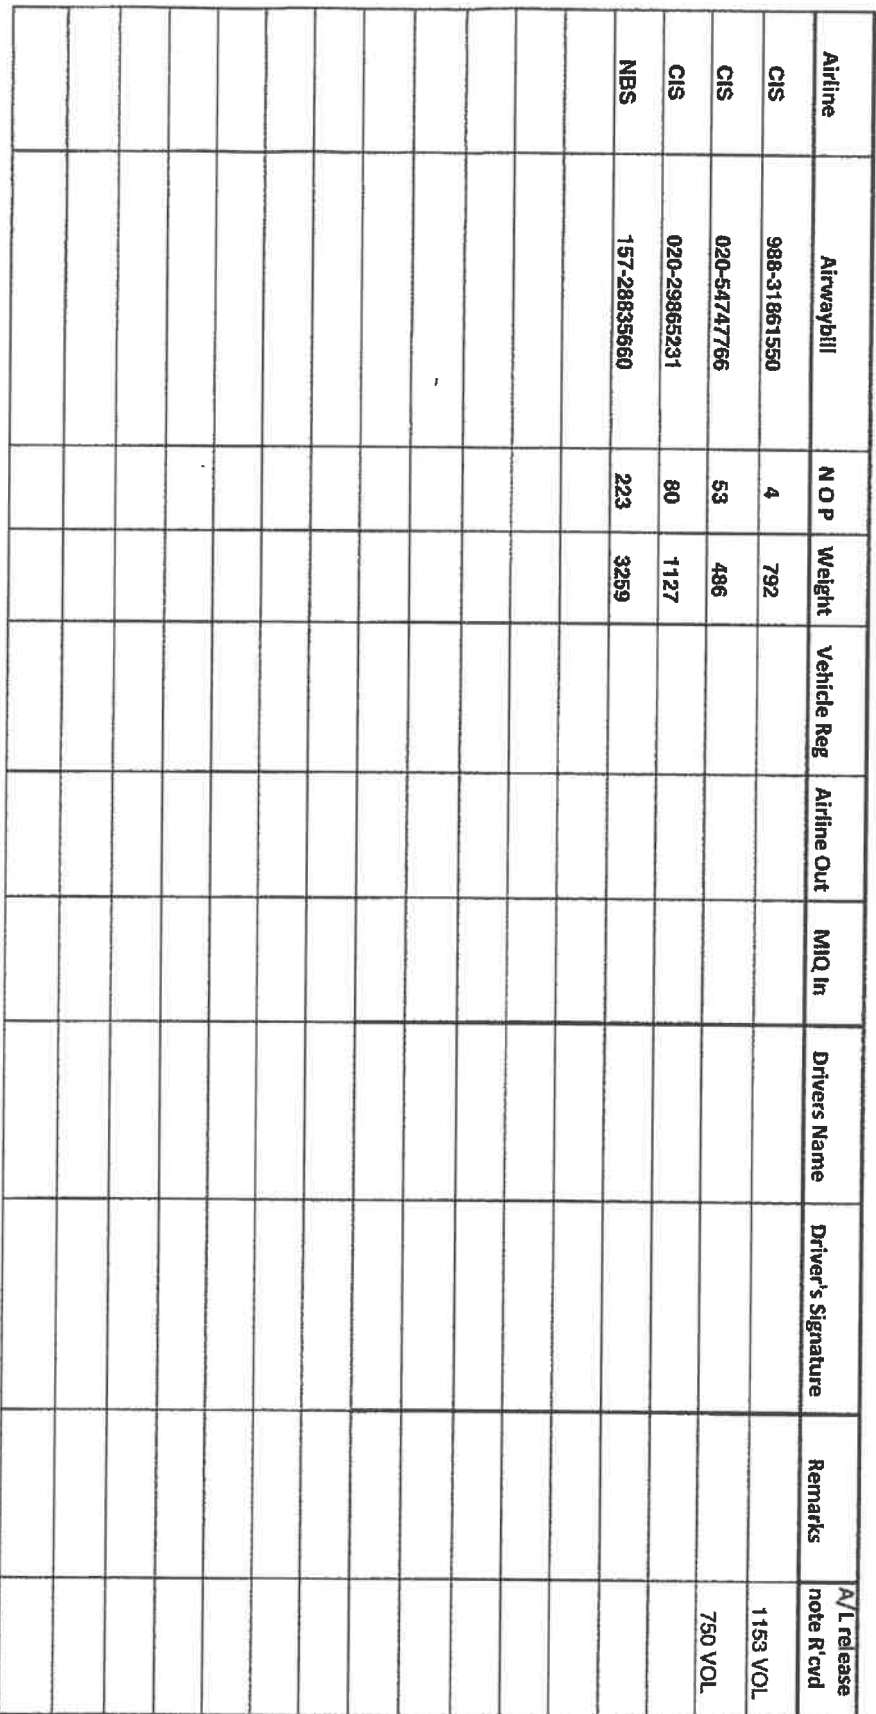 Airline Airwaybill N O P Weight Vehicle Reg Airline Out MIQ In Drivers Name Driver's Signature Remarks A/L release note R'cvd
CIS 988-31861550 4 792 1153 VOL
CIS 020-54747766 53 486 750 VOL
CIS 020-29865231 80 1127
NBS 157-28835660 223 3259